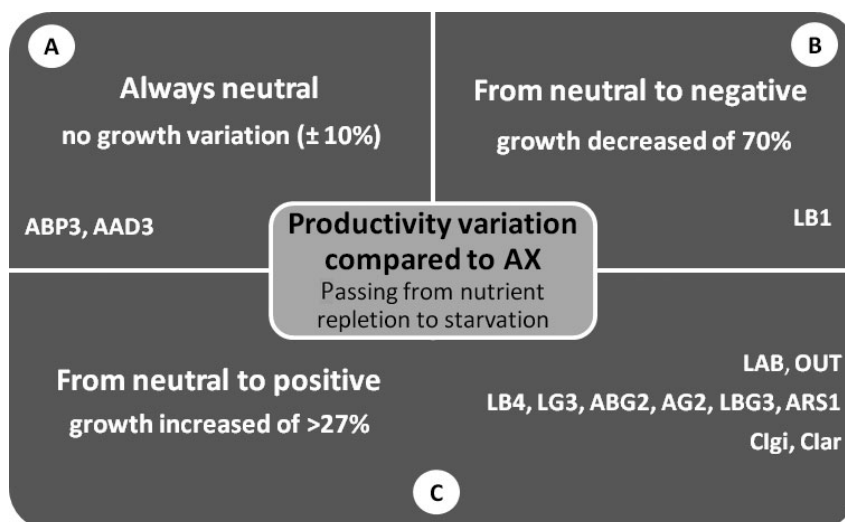 A
Always neutral
no growth variation (± 10%)
ABP3, AAD3
B
From neutral to negative
growth decreased of 70%
LB1
Productivity variation
compared to AX
Passing from nutrient
repletion to starvation
From neutral to positive
growth increased of >27%
LAB, OUT
LB4, LG3, ABG2, AG2, LBG3, ARS1
Clgi, Clar
C